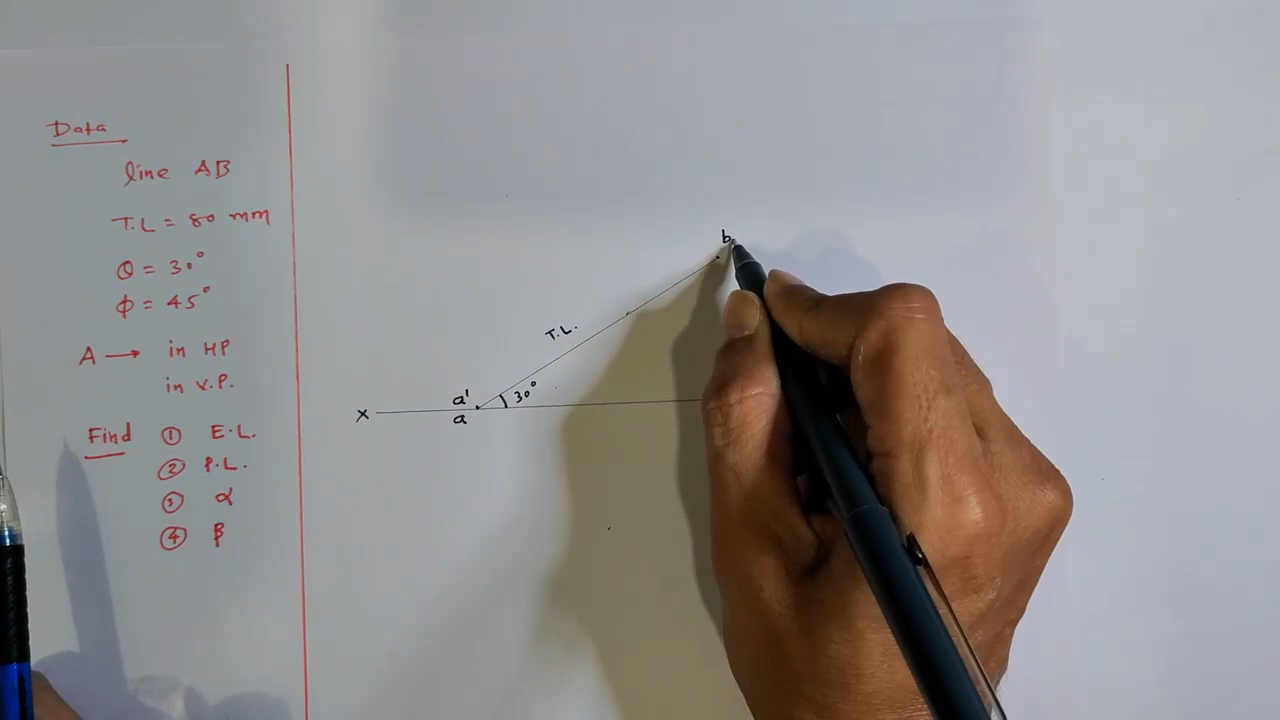 Data
line AB
T.L = 80 mm
θ = 30°
ϕ = 45°
A → in HP
in V.P.
Find ① E.L.
② P.L.
③ α
④ β
b
T.L.
30°
a'
a
X